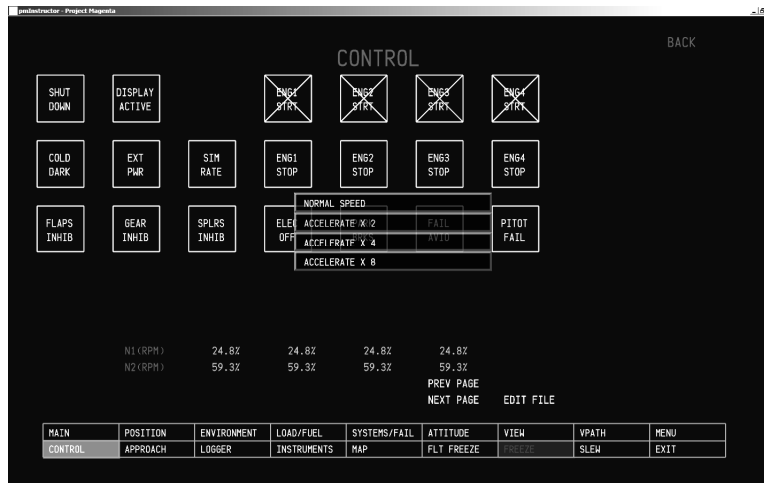 pmInstructor - Project Magenta
BACK
CONTROL
SHUT DOWN
DISPLAY ACTIVE
ENG1 STRT
ENG2 STRT
ENG3 STRT
ENG4 STRT
COLD DARK
EXT PWR
SIM RATE
ENG1 STOP
ENG2 STOP
ENG3 STOP
ENG4 STOP
NORMAL SPEED
ACCELERATE X 2
ACCELERATE X 4
ACCELERATE X 8
FLAPS INHIB
GEAR INHIB
SPLRS INHIB
ELEC OFF
PARK BRKS
FAIL AVIO
PITOT FAIL
N1(RPM) 24.8% 24.8% 24.8% 24.8%
N2(RPM) 59.3% 59.3% 59.3% 59.3%
PREV PAGE
NEXT PAGE EDIT FILE
MAIN POSITION ENVIRONMENT LOAD/FUEL SYSTEMS/FAIL ATTITUDE VIEW VPATH MENU
CONTROL APPROACH LOGGER INSTRUMENTS MAP FLT FREEZE FREEZE SLEW EXIT